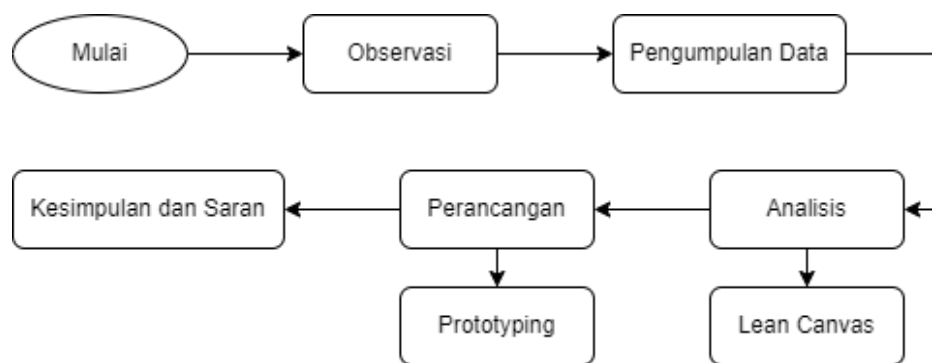 Mulai
Observasi
Pengumpulan Data
Kesimpulan dan Saran
Perancangan
Analisis
Prototyping
Lean Canvas